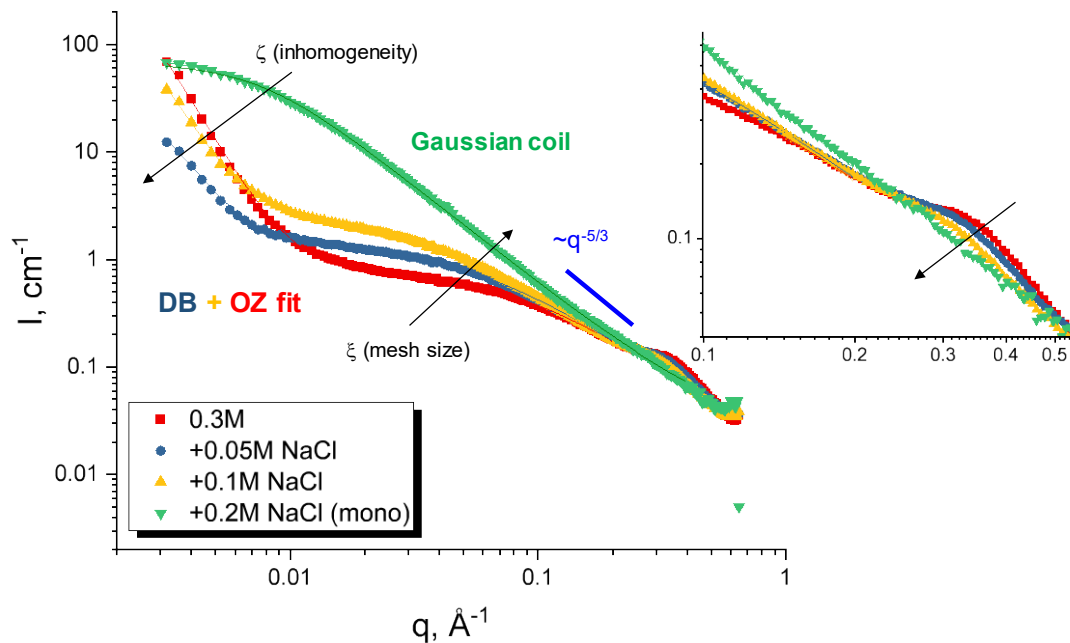 100
10
1
0.1
0.01
I, cm-1
ζ (inhomogeneity)
Gaussian coil
~q-5/3
DB + OZ fit
ξ (mesh size)
0.3M
+0.05M NaCl
+0.1M NaCl
+0.2M NaCl (mono)
0.01
0.1
1
q, Å-1
0.1
0.1
0.2
0.3
0.4
0.5